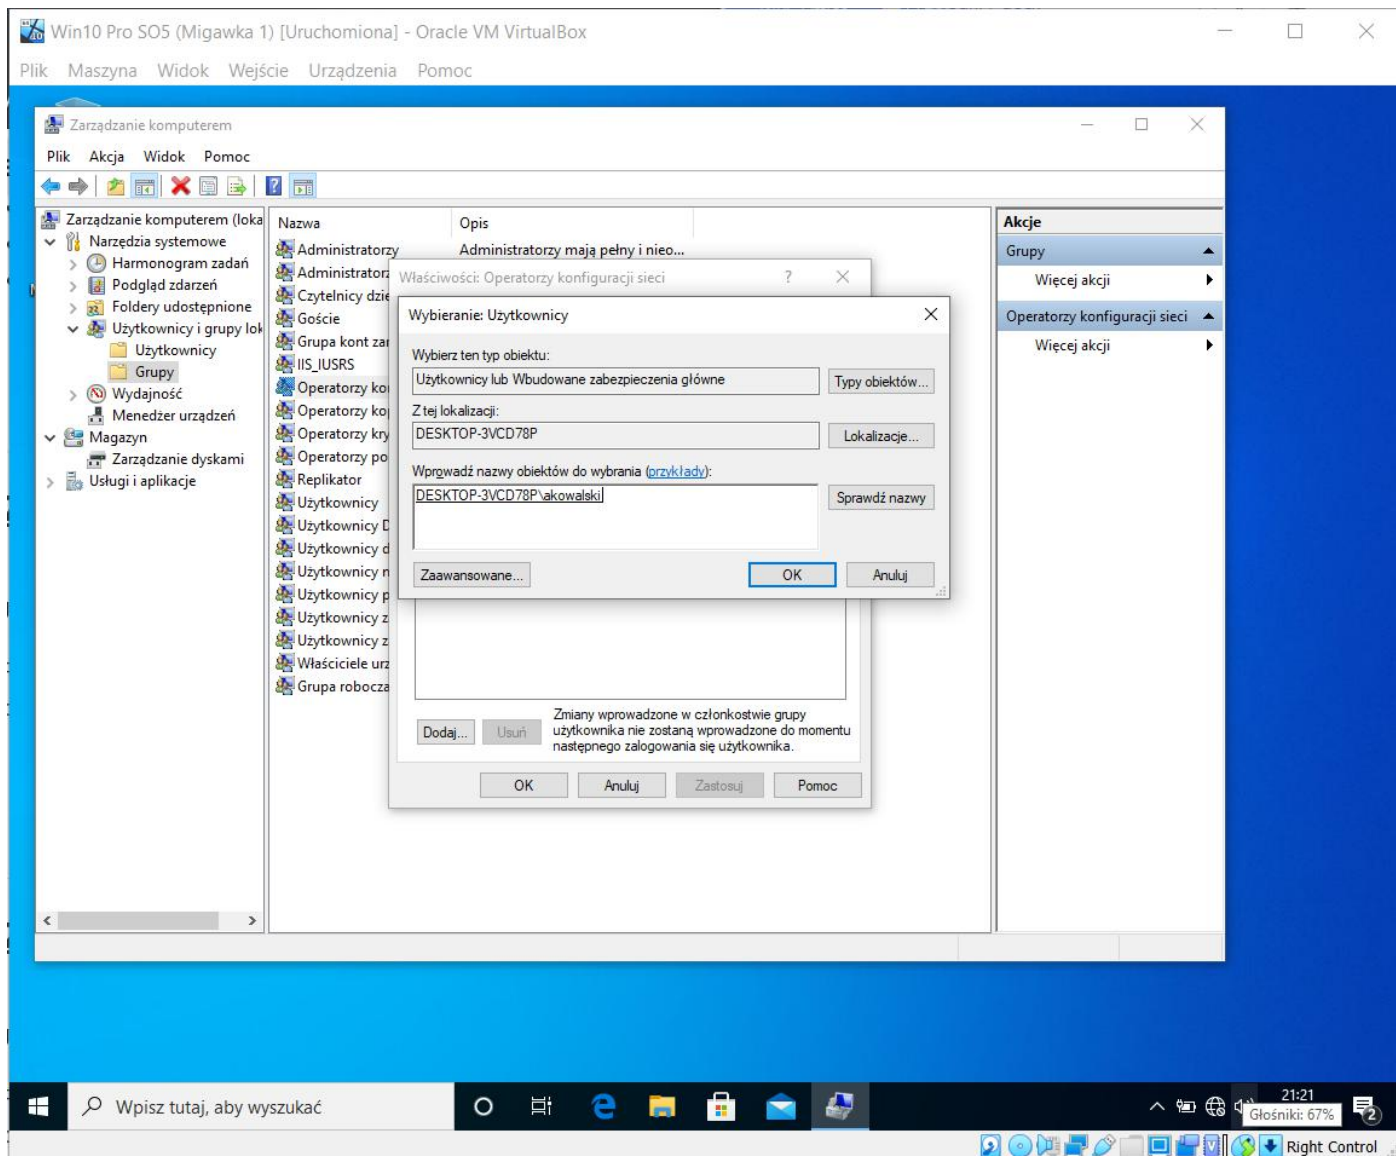 Win10 Pro SO5 (Migawka 1) [Uruchomiona] - Oracle VM VirtualBox
Plik Maszyna Widok Wejście Urządzenia Pomoc
Zarządzanie komputerem
Plik Akcja Widok Pomoc
Zarządzanie komputerem (loka
Narzędzia systemowe
Harmonogram zadań
Podgląd zdarzeń
Foldery udostępnione
Użytkownicy i grupy lok
Użytkownicy
Grupy
Wydajność
Menedżer urządzeń
Magazyn
Zarządzanie dyskami
Usługi i aplikacje
Nazwa Opis
Administratorzy Administratorzy mają pełny i nieo...
Administratorz
Czytelnicy dzie
Goście
Grupa kont zar
IIS_IUSRS
Operatorzy kon
Operatorzy kop
Operatorzy kry
Operatorzy po
Replikator
Użytkownicy
Użytkownicy D
Użytkownicy d
Użytkownicy n
Użytkownicy p
Użytkownicy z
Użytkownicy z
Właściciele urz
Grupa robocza
Właściwości: Operatorzy konfiguracji sieci ?
Wybieranie: Użytkownicy
Wybierz ten typ obiektu:
Użytkownicy lub Wbudowane zabezpieczenia główne
Typy obiektów...
Z tej lokalizacji:
DESKTOP-3VCD78P
Lokalizacje...
Wprowadź nazwy obiektów do wybrania (przykłady):
DESKTOP-3VCD78P\akowalski
Sprawdź nazwy
Zaawansowane... OK Anuluj
Dodaj... Usuń
Zmiany wprowadzone w członkostwie grupy
użytkownika nie zostaną wprowadzone do momentu
następnego zalogowania się użytkownika.
OK Anuluj Zastosuj Pomoc
Akcje
Grupy
Więcej akcji
Operatorzy konfiguracji sieci
Więcej akcji
Wpisz tutaj, aby wyszukać
21:21
Głośniki: 67%
2
Right Control